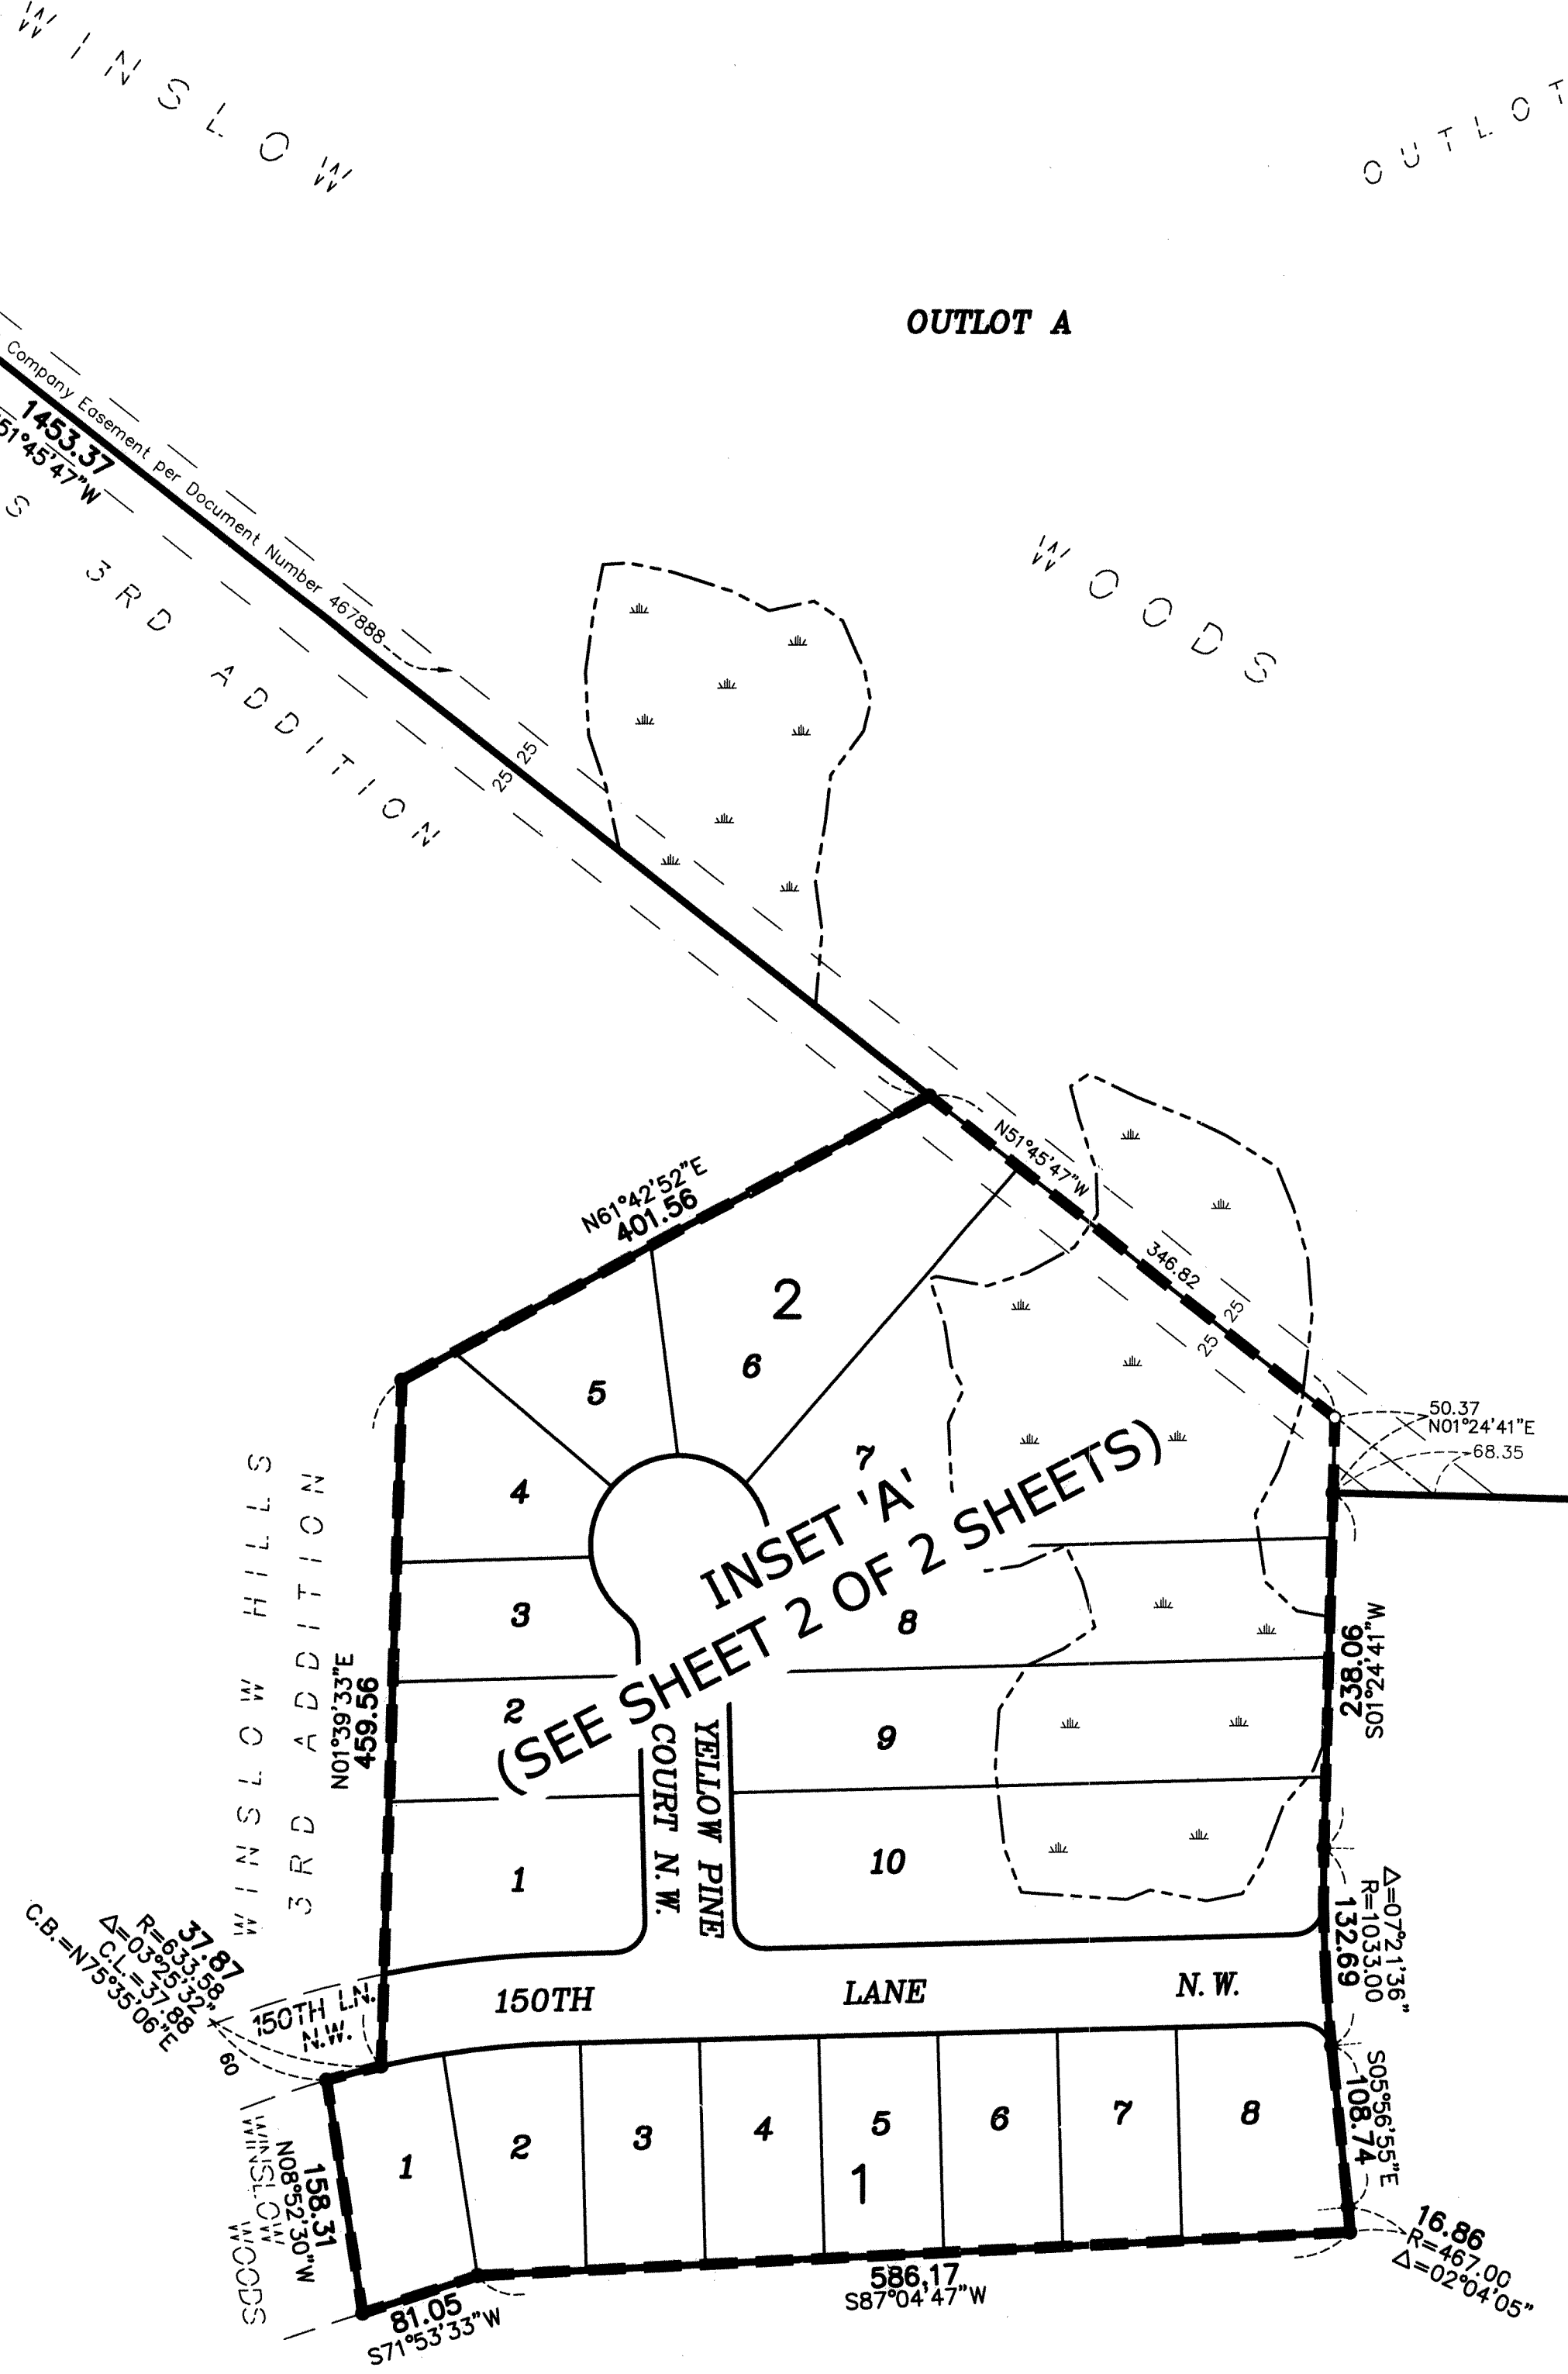 WINSLOW
OUTLOT
OUTLOT A
Company Easement per Document Number 467888
1453.37
51°45'47"W
S 3RD ADDITION
WOODS
25
25
N61°42'52"E
401.56
N51°45'47"W
346.82
25
25
50.37
N01°24'41"E
68.35
2
5
6
7
4
3
2
1
8
9
10
INSET 'A'
(SEE SHEET 2 OF 2 SHEETS)
WINSLOW HILLS
3RD ADDITION
N01°39'33"E
459.56
YELLOW PINE
COURT N.W.
238.06
S01°24'41"W
Δ=07°21'36"
R=1033.00
132.69
37.87
R=633.58
Δ=03°25'32"
C.L.=37.88
C.B.=N75°35'06"E
150TH LN.
N.W.
60
150TH LANE N.W.
S05°56'55"E
108.74
1
2
3
4
5
6
7
8
1
158.31
N08°52'30"W
WINSLOW
WINSLOW
WOODS
81.05
S71°53'33"W
586.17
S87°04'47"W
16.86
R=467.00
Δ=02°04'05"